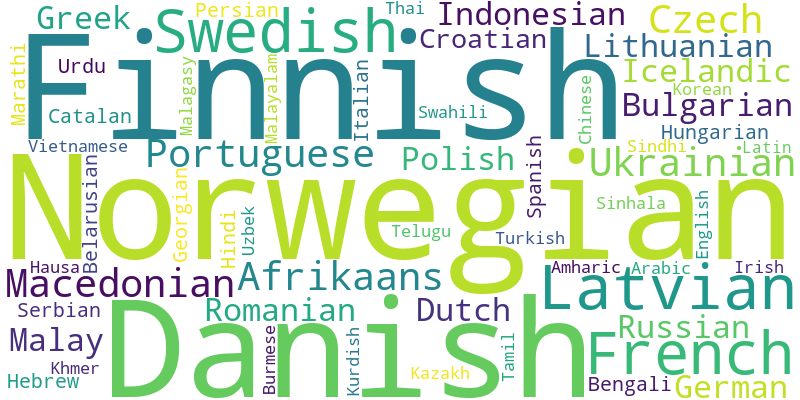 Greek
Persian
Thai
Indonesian
Czech
Swedish
Croatian
Lithuanian
Marathi
Urdu
Finnish
Malagasy
Malayalam
Italian
Icelandic
Korean
Catalan
Swahili
Chinese
Bulgarian
Hungarian
Vietnamese
Portuguese
Polish
Spanish
Sindhi
Latin
Ukrainian
Belarusian
Norwegian
Georgian
Hindi
Uzbek
Telugu
Turkish
Sinhala
English
Hausa
Macedonian
Afrikaans
Amharic
Arabic
Irish
Latvian
Serbian
Romanian
Dutch
Danish
Russian
Malay
Burmese
Kurdish
Tamil
French
Khmer
Hebrew
Kazakh
Bengali
German